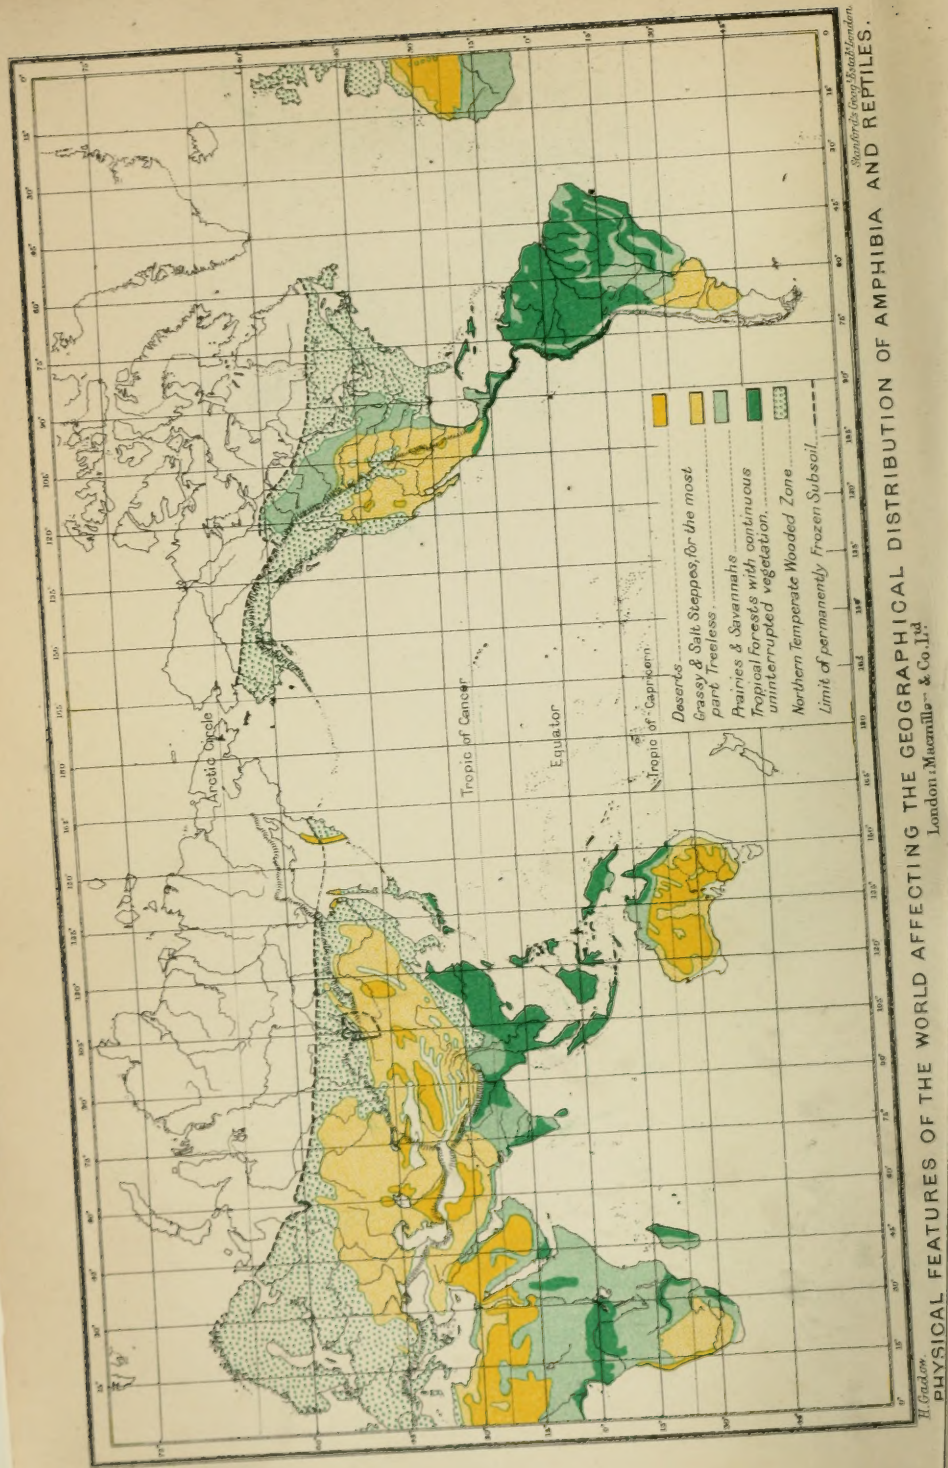 Arctic Circle
Tropic of Cancer
Equator
Tropic of Capricorn
Deserts
Grassy & Salt Steppes, for the most
part Treeless
Prairies & Savannahs
Tropical Forests with continuous
uninterrupted vegetation.
Northern Temperate Wooded Zone
Limit of permanently Frozen Subsoil
H. Gadow.
Stanford's Geog.l Estab.t London.
PHYSICAL FEATURES OF THE WORLD AFFECTING THE GEOGRAPHICAL DISTRIBUTION OF AMPHIBIA AND REPTILES.
London: Macmillan & Co. Ltd.